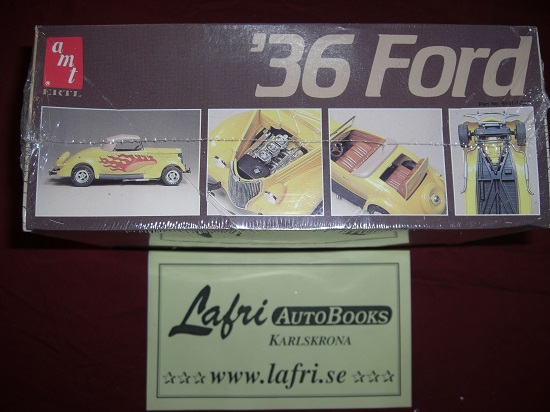 amt
ERTL
'36 Ford
Lafri AUTOBOOKS
KARLSKRONA
www.lafri.se